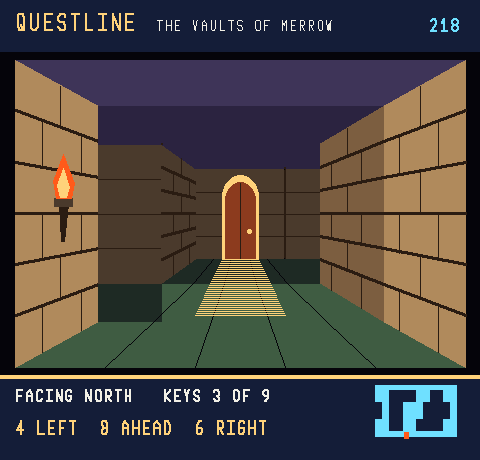 QUESTLINE THE VAULTS OF MERROW 218
FACING NORTH KEYS 3 OF 9
4 LEFT 8 AHEAD 6 RIGHT